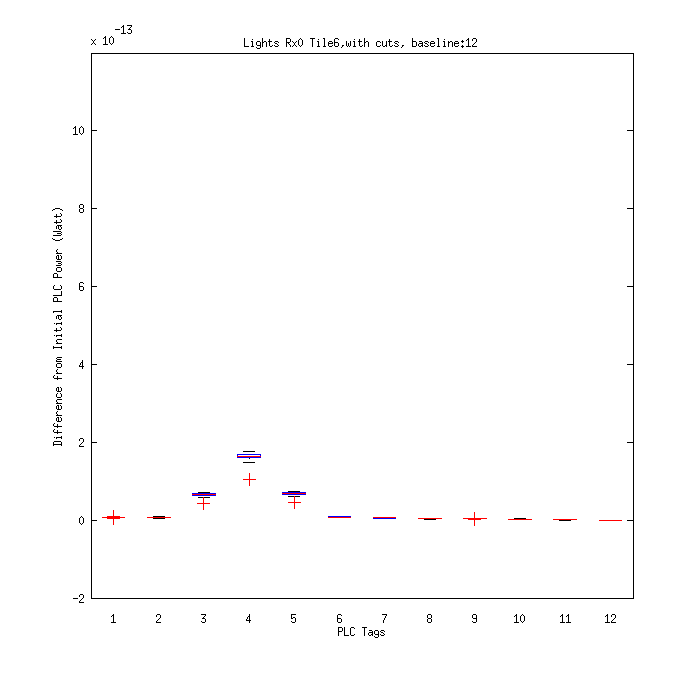 -13
x 10
Lights Rx0 Tile6,with cuts, baseline:12
10
8
6
4
2
0
-2
Difference from Initial PLC Power (Watt)
1 2 3 4 5 6 7 8 9 10 11 12
PLC Tags